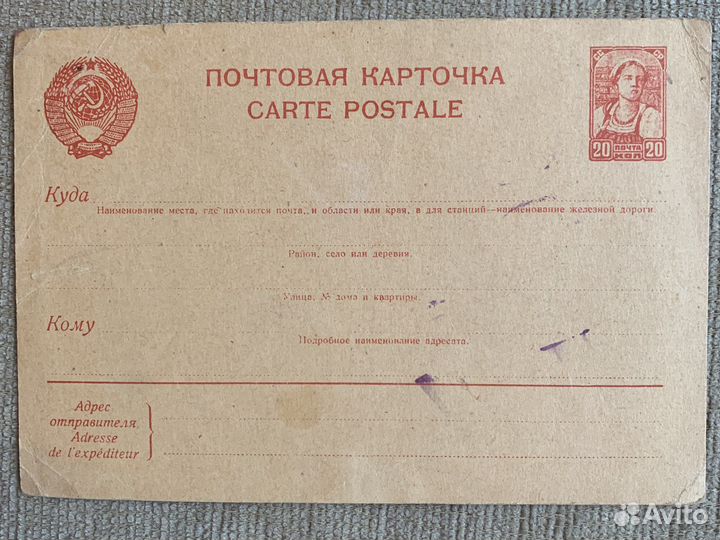 ПОЧТОВАЯ КАРТОЧКА
CARTE POSTALE
20 ПОЧТА 20
КОП
Куда
Наименование места, где находится почта, и области или края, а для станций—наименование железной дороги.
Район, село или деревня.
Улица, № дома и квартиры.
Кому
Подробное наименование адресата.
Адрес
отправителя.
Adresse
de l'expéditeur
Avito